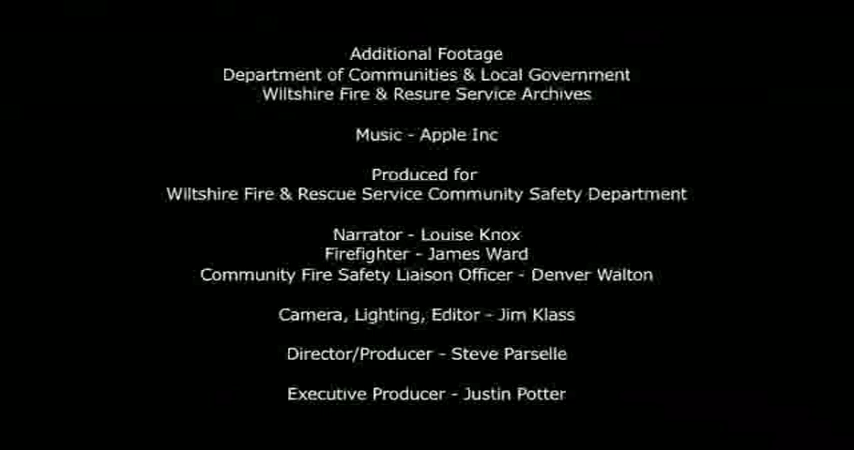 Additional Footage
Department of Communities & Local Government
Wiltshire Fire & Resure Service Archives
Music - Apple Inc
Produced for
Wiltshire Fire & Rescue Service Community Safety Department
Narrator - Louise Knox
Firefighter - James Ward
Community Fire Safety Liaison Officer - Denver Walton
Camera, Lighting, Editor - Jim Klass
Director/Producer - Steve Parselle
Executive Producer - Justin Potter